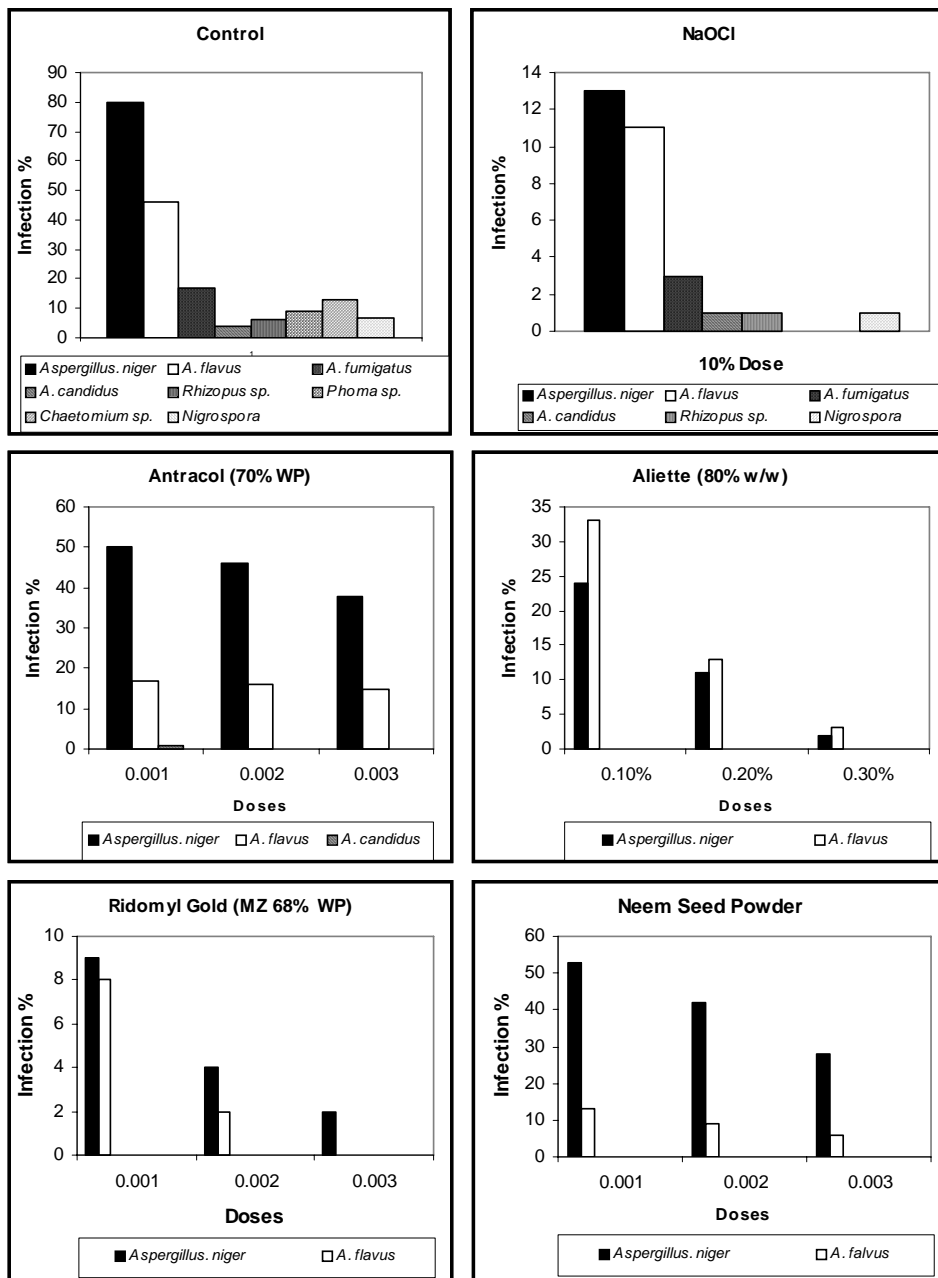 Control
Infection %
90
80
70
60
50
40
30
20
10
0
1
Aspergillus. niger A. flavus A. fumigatus
A. candidus Rhizopus sp. Phoma sp.
Chaetomium sp. Nigrospora
NaOCl
Infection%
14
12
10
8
6
4
2
0
10% Dose
Aspergillus. niger A. flavus A. fumigatus
A. candidus Rhizopus sp. Nigrospora
Antracol (70% WP)
Infection %
60
50
40
30
20
10
0
0.001 0.002 0.003
Doses
Aspergillus. niger A. flavus A. candidus
Aliette (80% w/w)
Infection %
35
30
25
20
15
10
5
0
0.10% 0.20% 0.30%
Doses
Aspergillus. niger A. flavus
Ridomyl Gold (MZ 68% WP)
Infection %
10
8
6
4
2
0
0.001 0.002 0.003
Doses
Aspergillus. niger A. flavus
Neem Seed Powder
Infection %
60
50
40
30
20
10
0
0.001 0.002 0.003
Doses
Aspergillus. niger A. falvus